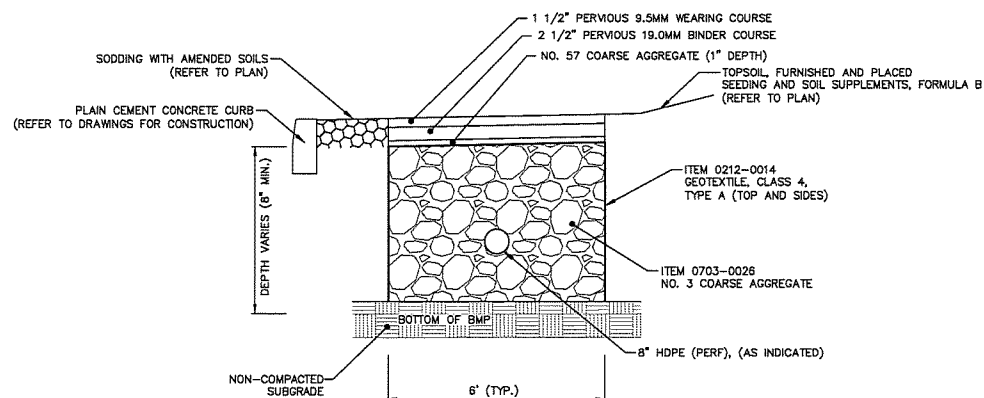 1 1/2" PERVIOUS 9.5MM WEARING COURSE
2 1/2" PERVIOUS 19.0MM BINDER COURSE
NO. 57 COARSE AGGREGATE (1" DEPTH)
SODDING WITH AMENDED SOILS
(REFER TO PLAN)
TOPSOIL, FURNISHED AND PLACED
SEEDING AND SOIL SUPPLEMENTS, FORMULA B
(REFER TO PLAN)
PLAIN CEMENT CONCRETE CURB
(REFER TO DRAWINGS FOR CONSTRUCTION)
DEPTH VARIES (8" MIN.)
ITEM 0212-0014
GEOTEXTILE, CLASS 4,
TYPE A (TOP AND SIDES)
ITEM 0703-0026
NO. 3 COARSE AGGREGATE
BOTTOM OF BMP
8" HDPE (PERF), (AS INDICATED)
NON-COMPACTED
SUBGRADE
6' (TYP.)